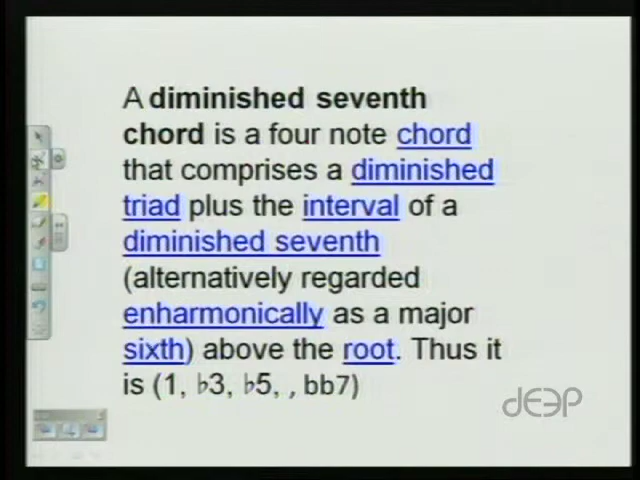 A diminished seventh
chord is a four note chord
that comprises a diminished
triad plus the interval of a
diminished seventh
(alternatively regarded
enharmonically as a major
sixth) above the root. Thus it
is (1, ♭3, ♭5, , bb7)
dEEP